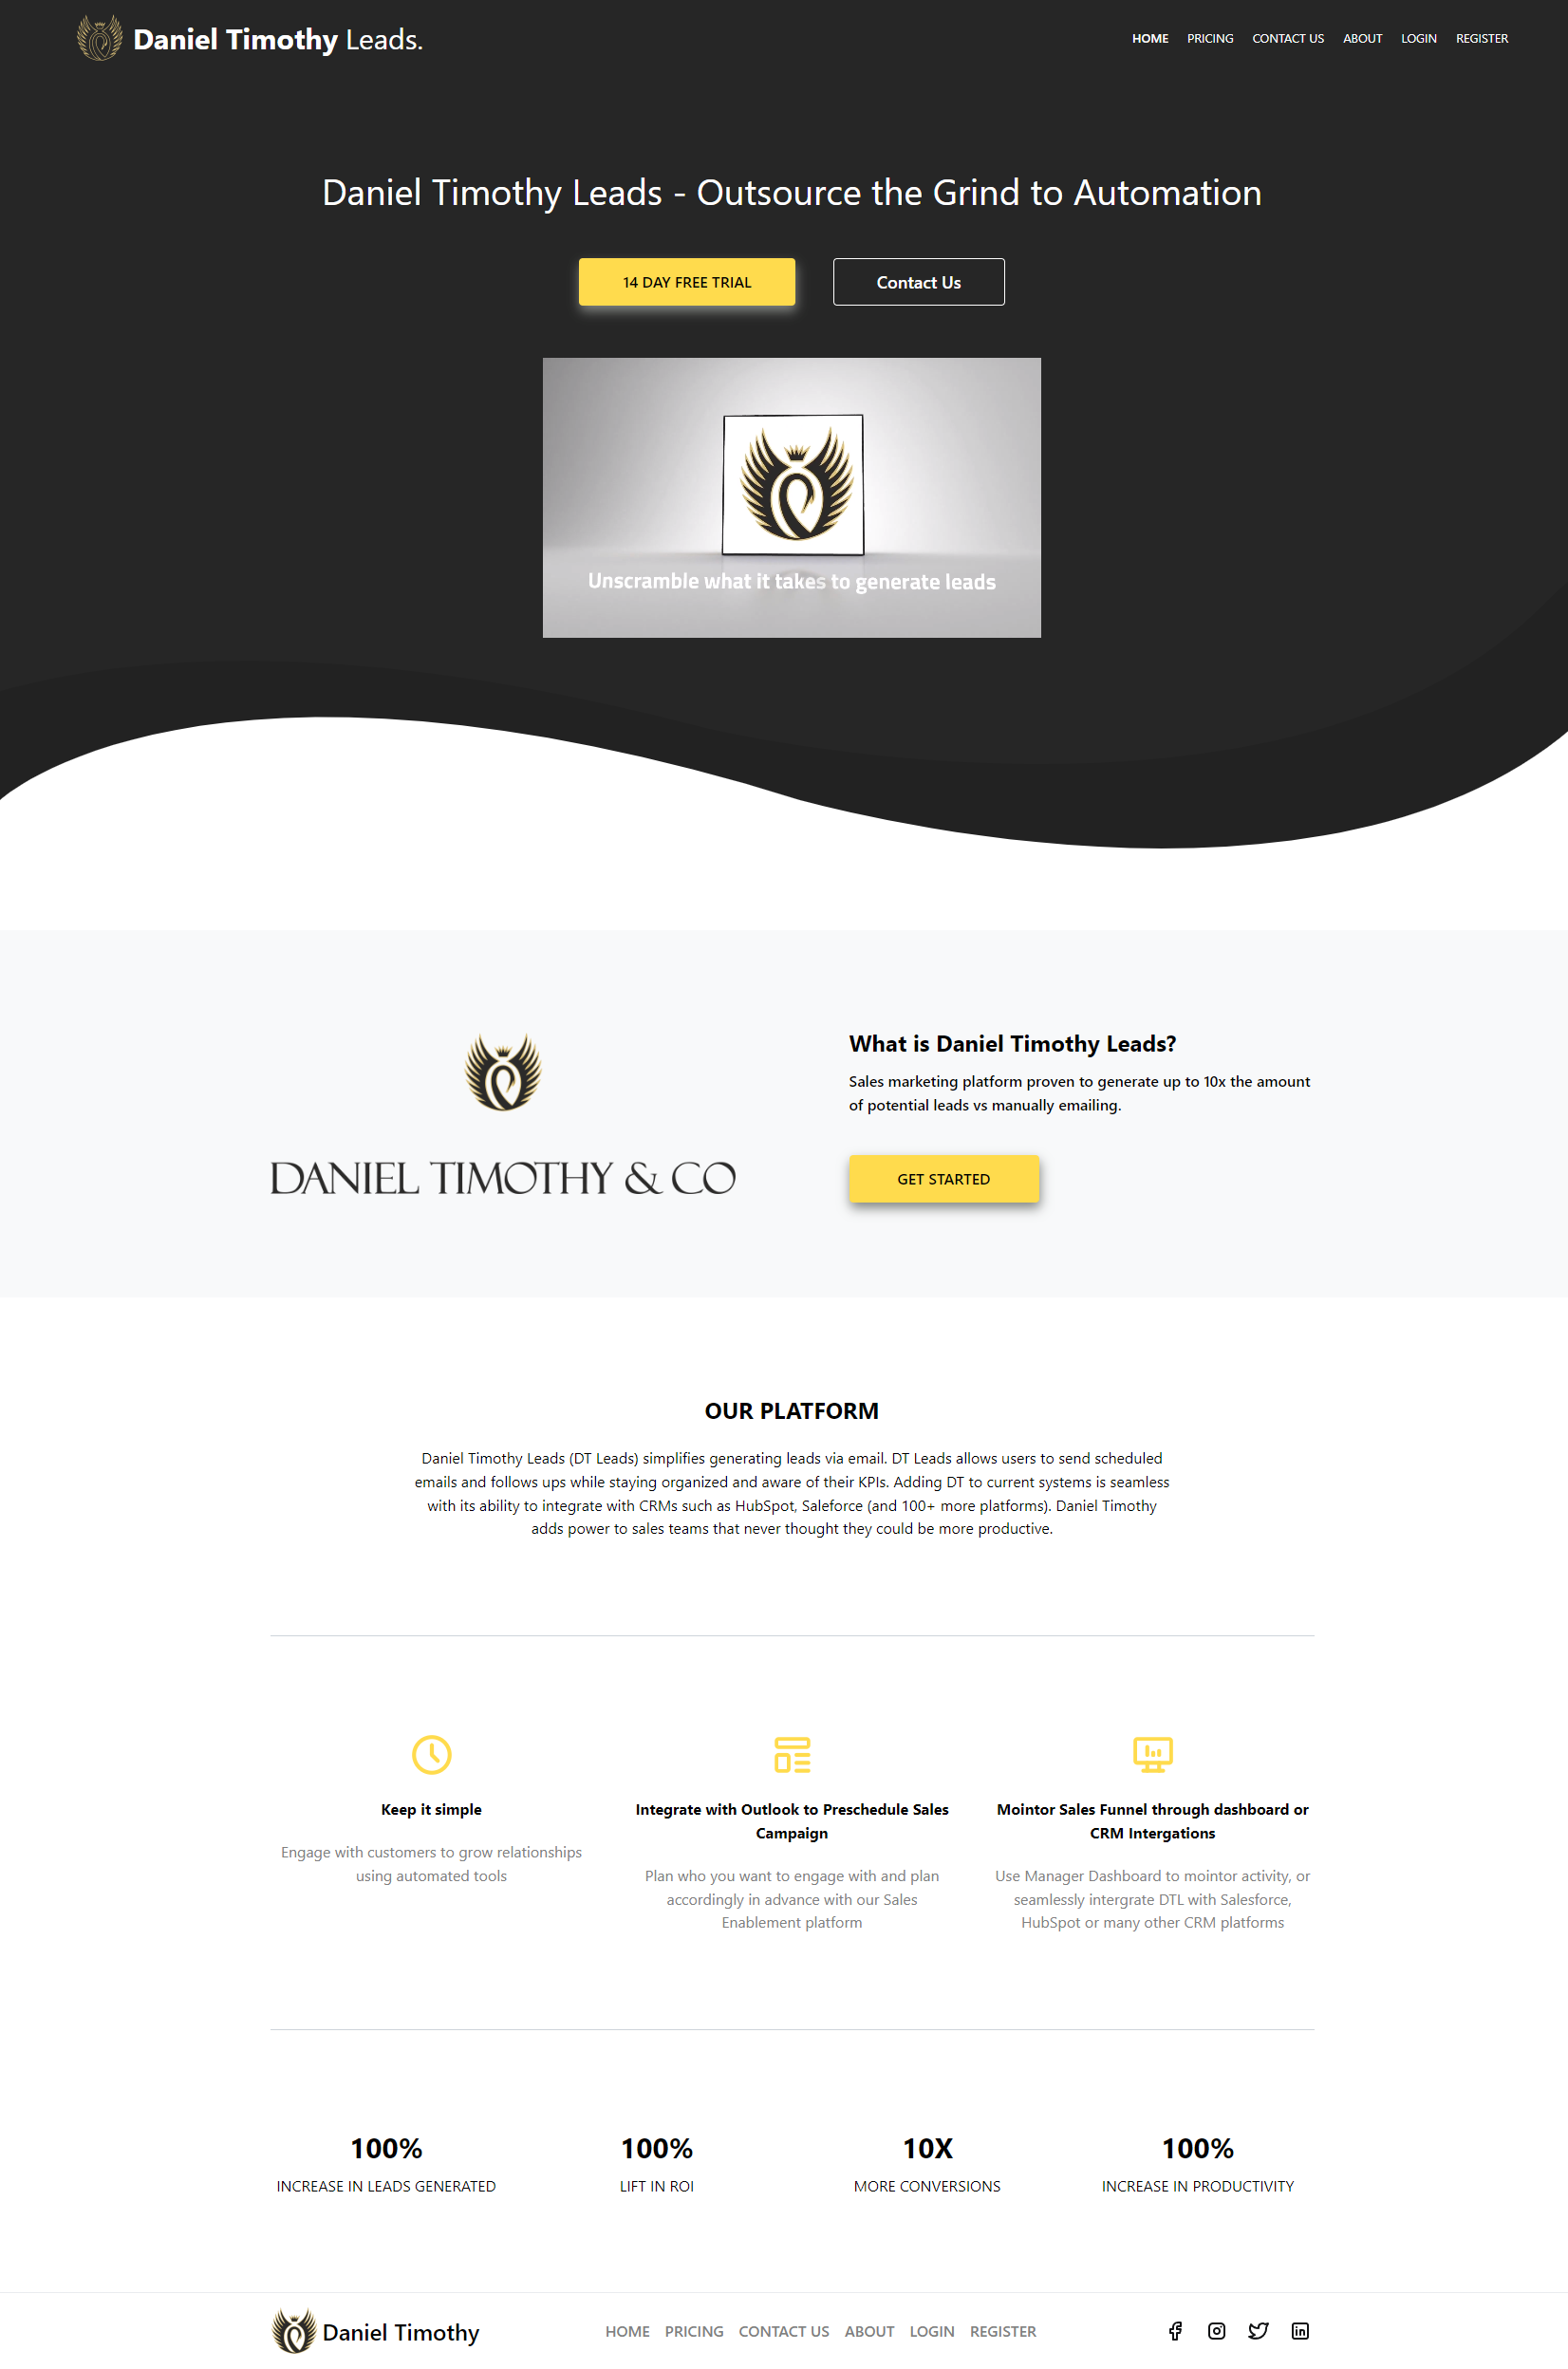 Daniel Timothy Leads.
HOME PRICING CONTACT US ABOUT LOGIN REGISTER
Daniel Timothy Leads - Outsource the Grind to Automation
14 DAY FREE TRIAL
Contact Us
Unscramble what it takes to generate leads
DANIEL TIMOTHY & CO
What is Daniel Timothy Leads?
Sales marketing platform proven to generate up to 10x the amount
of potential leads vs manually emailing.
GET STARTED
OUR PLATFORM
Daniel Timothy Leads (DT Leads) simplifies generating leads via email. DT Leads allows users to send scheduled
emails and follows ups while staying organized and aware of their KPIs. Adding DT to current systems is seamless
with its ability to integrate with CRMs such as HubSpot, Saleforce (and 100+ more platforms). Daniel Timothy
adds power to sales teams that never thought they could be more productive.
Keep it simple
Engage with customers to grow relationships
using automated tools
Integrate with Outlook to Preschedule Sales
Campaign
Plan who you want to engage with and plan
accordingly in advance with our Sales
Enablement platform
Mointor Sales Funnel through dashboard or
CRM Intergations
Use Manager Dashboard to mointor activity, or
seamlessly intergrate DTL with Salesforce,
HubSpot or many other CRM platforms
100%
INCREASE IN LEADS GENERATED
100%
LIFT IN ROI
10X
MORE CONVERSIONS
100%
INCREASE IN PRODUCTIVITY
Daniel Timothy
HOME PRICING CONTACT US ABOUT LOGIN REGISTER